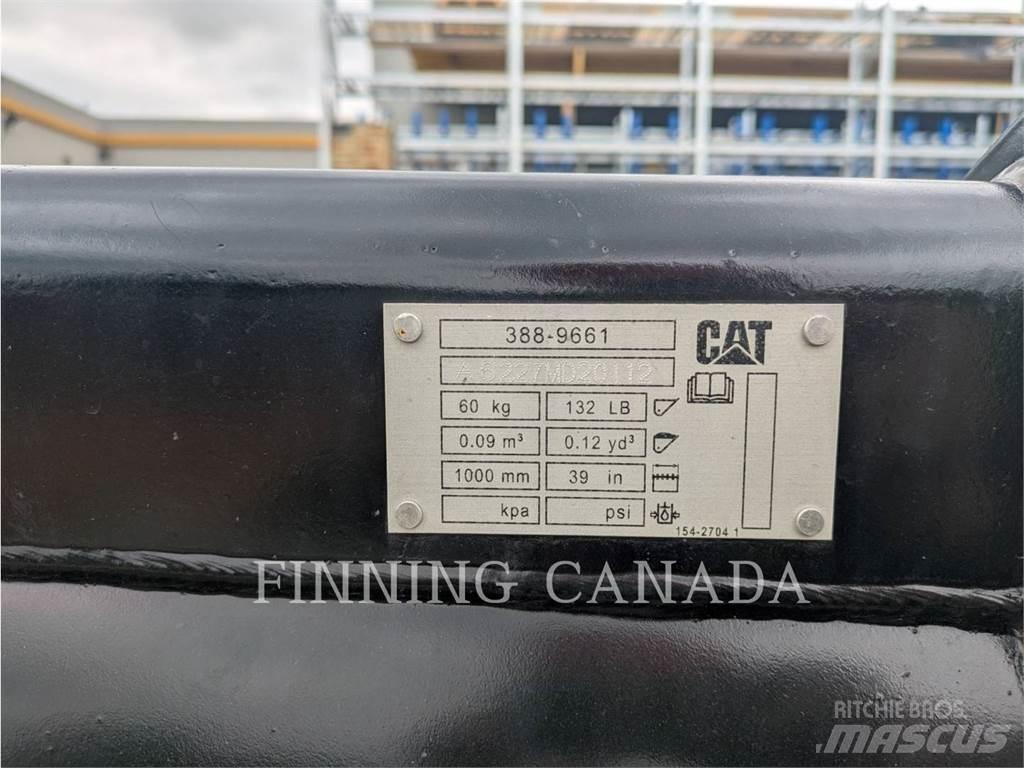 388-9661
CAT
60 kg 132 LB
0.09 m³ 0.12 yd³
1000 mm 39 in
kpa psi
154-2704 1
FINNING CANADA
RITCHIE BROS.
MASCUS